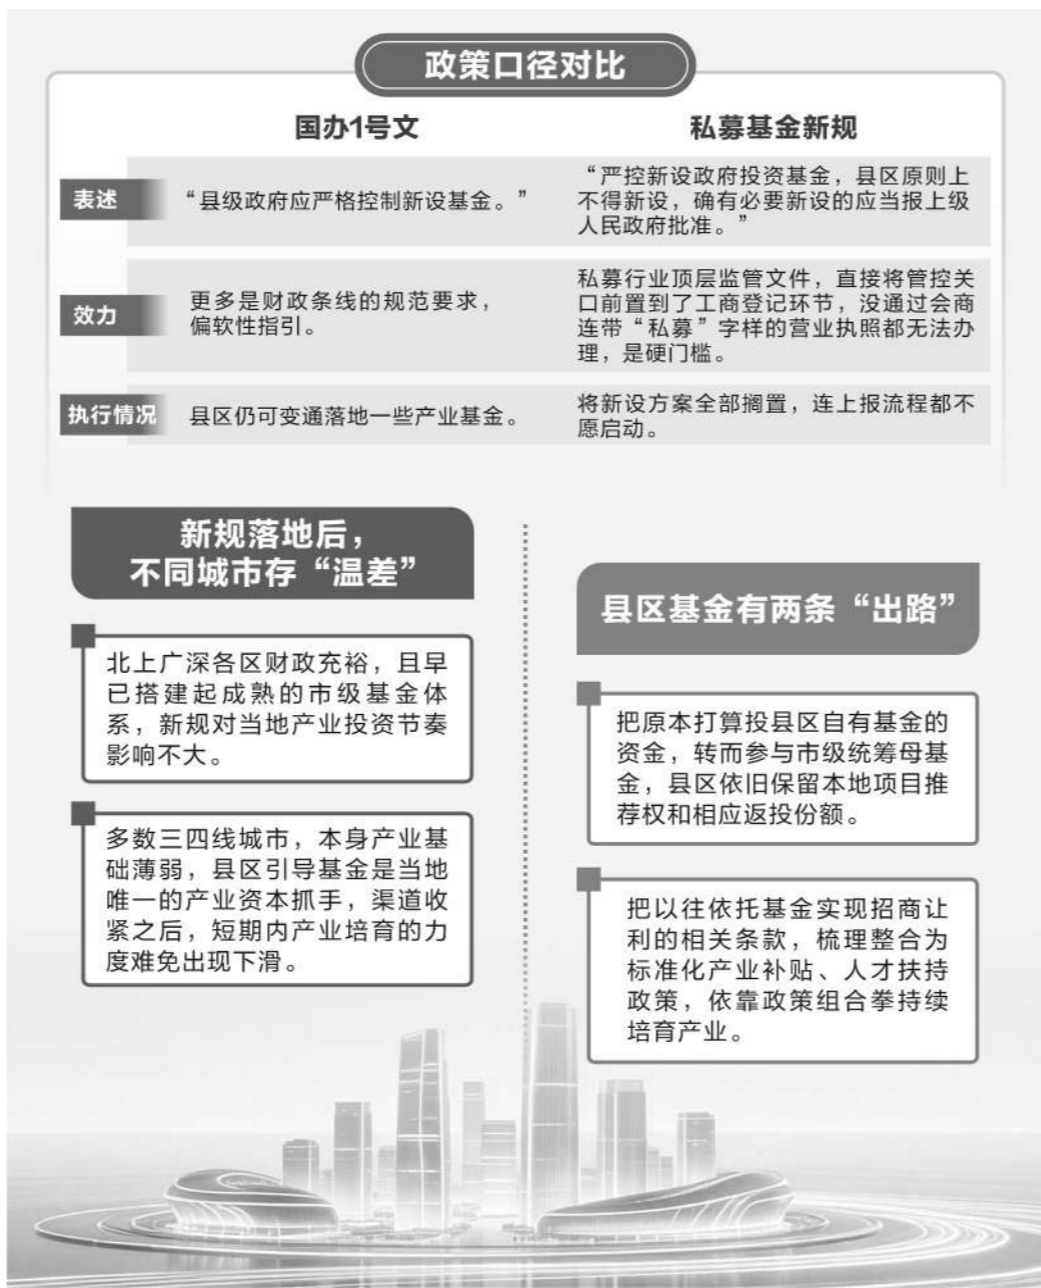 政策口径对比
国办1号文
私募基金新规
表述
“县级政府应严格控制新设基金。”
“严控新设政府投资基金，县区原则上
不得新设，确有必要新设的应当报上级
人民政府批准。”
效力
更多是财政条线的规范要求，
偏软性指引。
私募行业顶层监管文件，直接将管控关
口前置到了工商登记环节，没通过会商
连带“私募”字样的营业执照都无法办
理，是硬门槛。
执行情况
县区仍可变通落地一些产业基金。
将新设方案全部搁置，连上报流程都不
愿启动。
新规落地后，
不同城市存“温差”
北上广深各区财政充裕，且早
已搭建起成熟的市级基金体
系，新规对当地产业投资节奏
影响不大。
多数三四线城市，本身产业基
础薄弱，县区引导基金是当地
唯一的产业资本抓手，渠道收
紧之后，短期内产业培育的力
度难免出现下滑。
县区基金有两条“出路”
把原本打算投县区自有基金的
资金，转而参与市级统筹母基
金，县区依旧保留本地项目推
荐权和相应返投份额。
把以往依托基金实现招商让
利的相关条款，梳理整合为
标准化产业补贴、人才扶持
政策，依靠政策组合拳持续
培育产业。